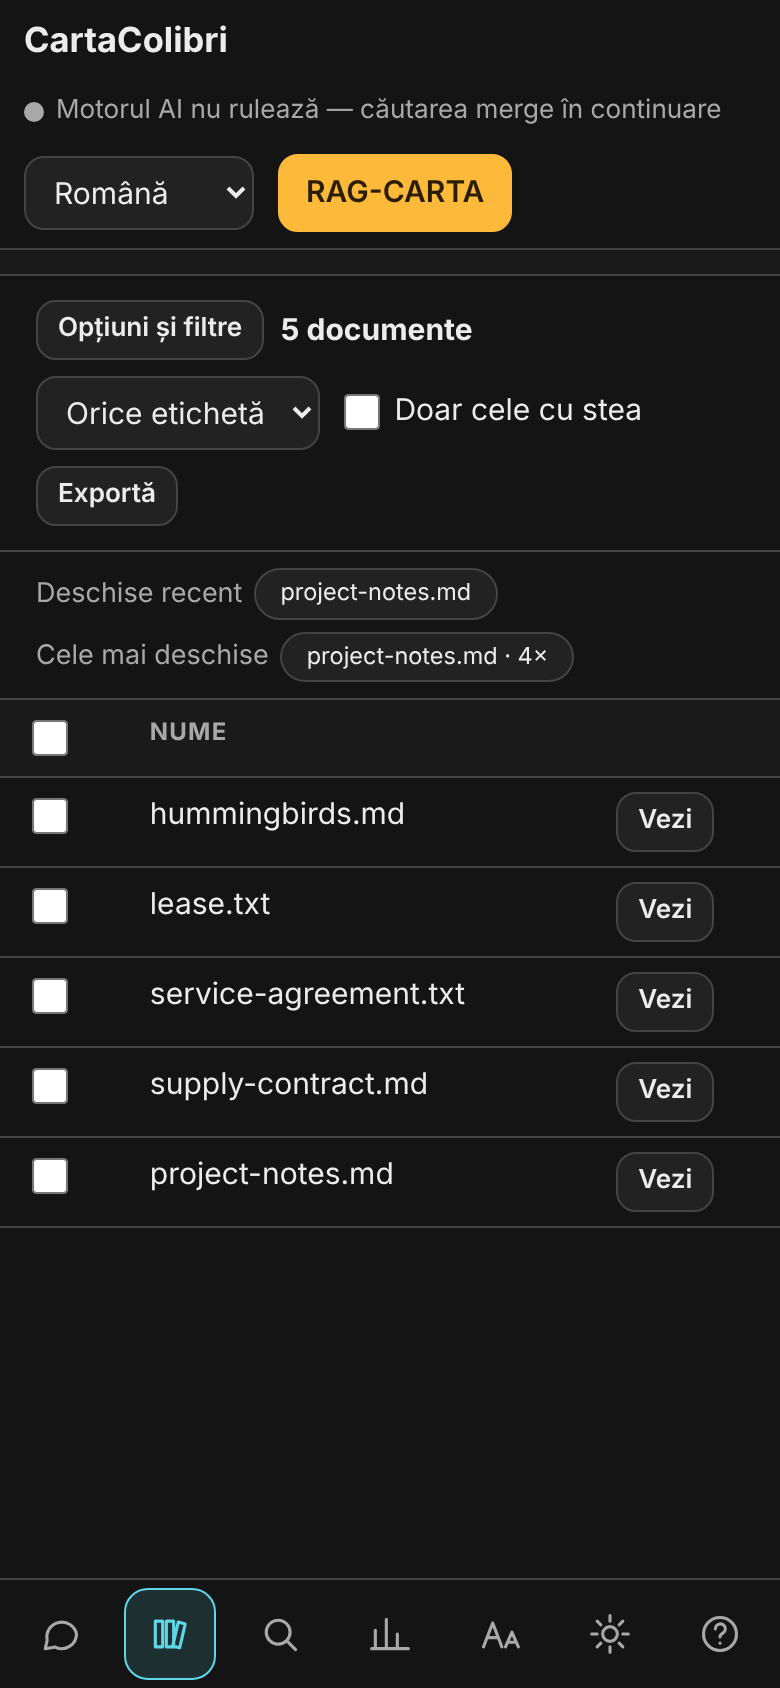 CartaColibri
Motorul AI nu rulează — căutarea merge în continuare
Română
RAG-CARTA
Opțiuni și filtre
5 documente
Orice etichetă
Doar cele cu stea
Exportă
Deschise recent
project-notes.md
Cele mai deschise
project-notes.md · 4×
NUME
hummingbirds.md
Vezi
lease.txt
Vezi
service-agreement.txt
Vezi
supply-contract.md
Vezi
project-notes.md
Vezi
AA